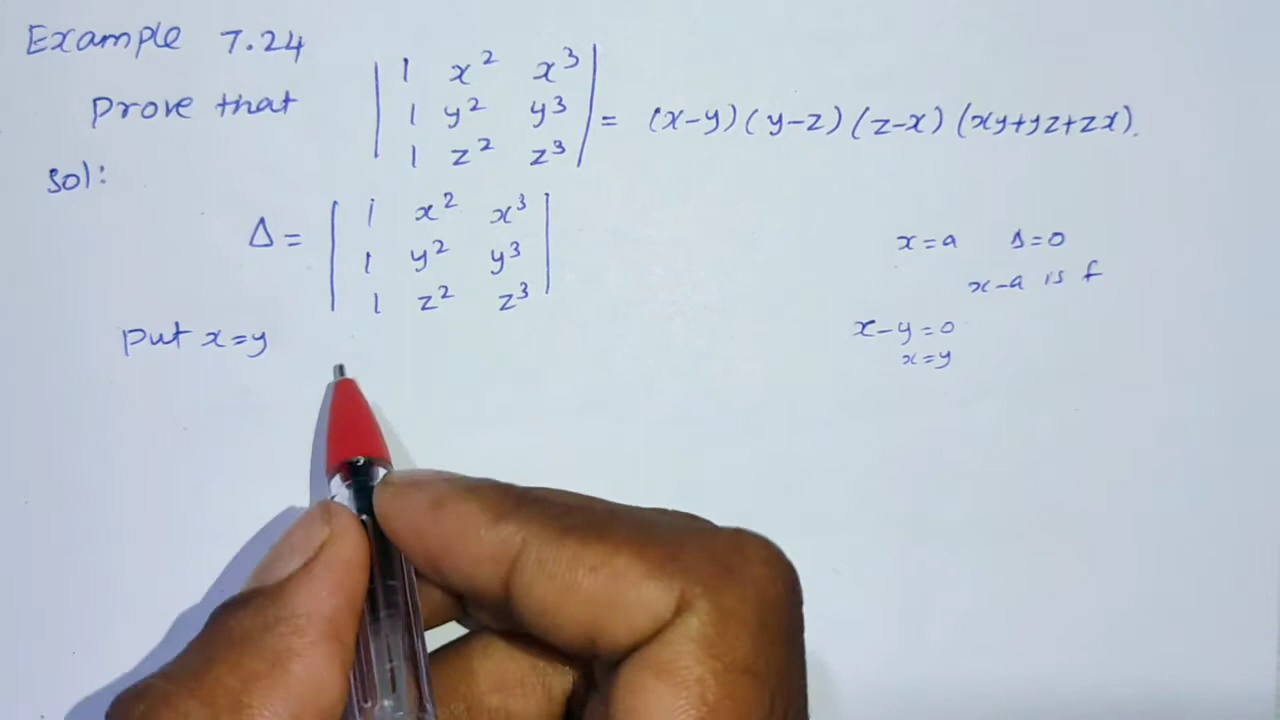 Example 7.24
Prove that | 1 x² x³ |
| 1 y² y³ | = (x-y) (y-z) (z-x) (xy+yz+zx).
| 1 z² z³ |
Sol:
Δ = | 1 x² x³ |
| 1 y² y³ |
| 1 z² z³ |
Put x=y
x=a Δ=0
x-a is f
x-y=0
x=y